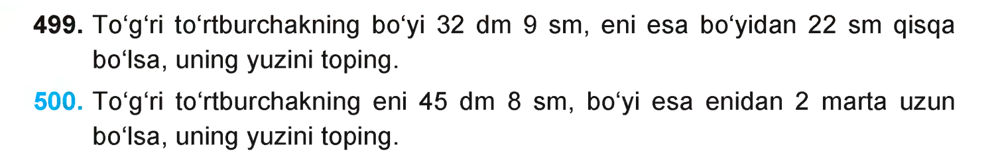 499. To‘g‘ri to‘rtburchakning bo‘yi 32 dm 9 sm, eni esa bo‘yidan 22 sm qisqa
bo‘lsa, uning yuzini toping.
500. To‘g‘ri to‘rtburchakning eni 45 dm 8 sm, bo‘yi esa enidan 2 marta uzun
bo‘lsa, uning yuzini toping.